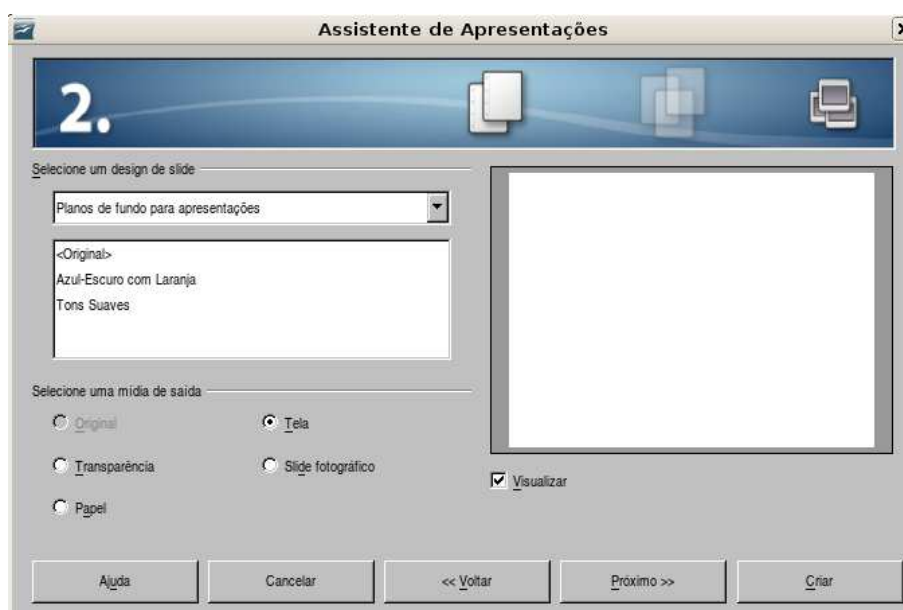 Assistente de Apresentações
2.
Selecione um design de slide
Planos de fundo para apresentações
<Original>
Azul-Escuro com Laranja
Tons Suaves
Selecione uma mídia de saída
Original
Tela
Transparência
Slide fotográfico
Papel
Visualizar
Ajuda
Cancelar
<< Voltar
Próximo >>
Criar